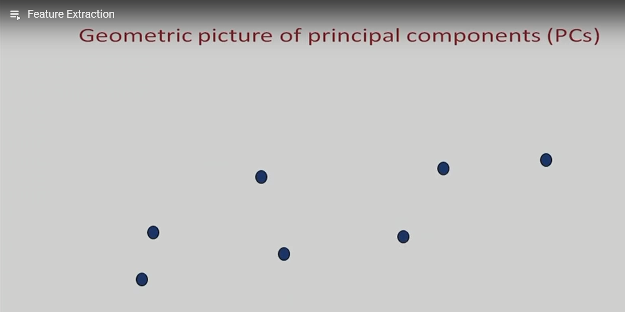 Feature Extraction
Geometric picture of principal components (PCs)